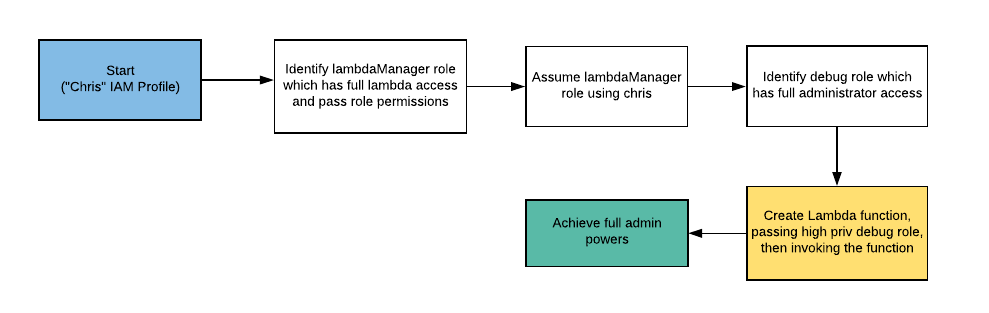 Start
("Chris" IAM Profile)
Identify lambdaManager role
which has full lambda access
and pass role permissions
Assume lambdaManager
role using chris
Identify debug role which
has full administrator access
Create Lambda function,
passing high priv debug role,
then invoking the function
Achieve full admin
powers